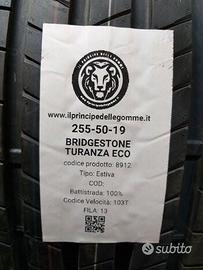 www.ilprincipedellegomme.it
255-50-19
BRIDGESTONE
TURANZA ECO
codice prodotto: 8912
Tipo: Estiva
COD:
Battistrada: 100%
Codice Velocità: 103T
FILA: 13
subito